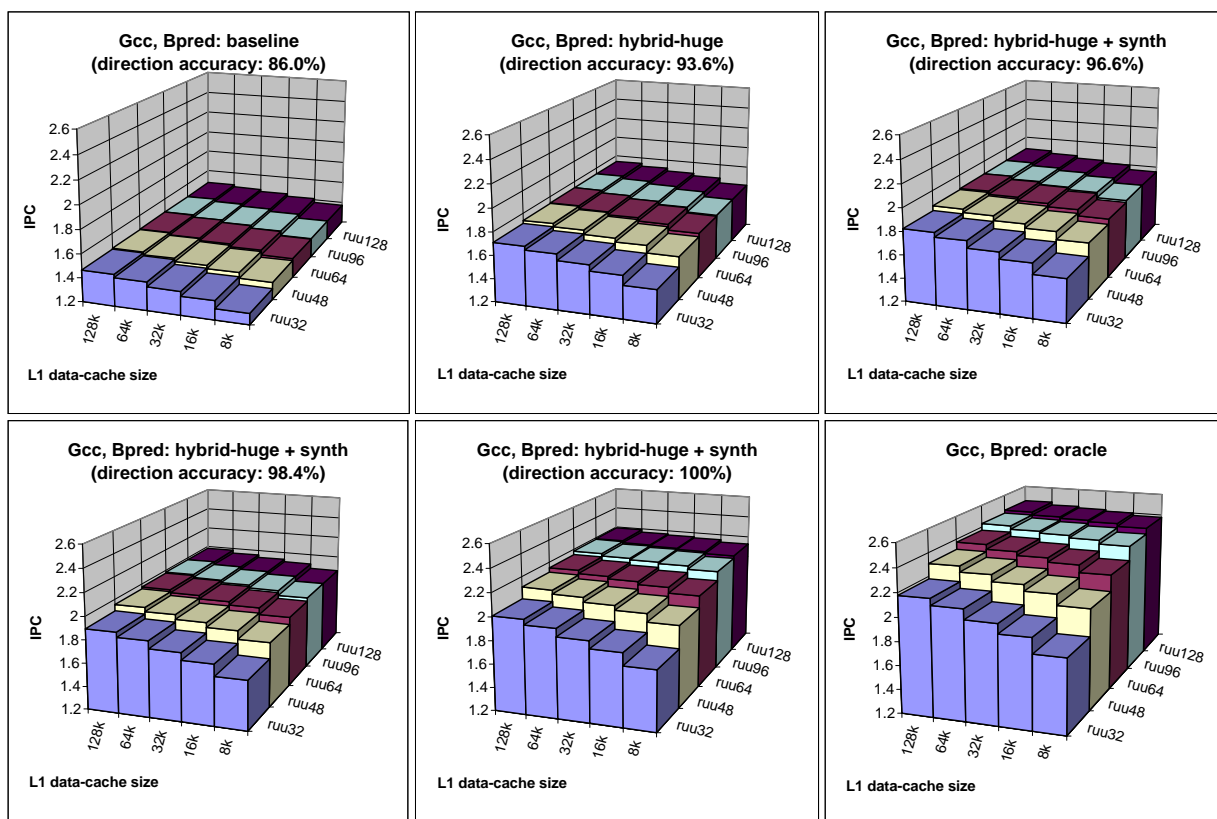 Gcc, Bpred: baseline
(direction accuracy: 86.0%)
2.6
2.4
2.2
2
1.8
1.6
1.4
1.2
IPC
128k
64k
32k
16k
8k
ruu32
ruu48
ruu64
ruu96
ruu128
L1 data-cache size
Gcc, Bpred: hybrid-huge
(direction accuracy: 93.6%)
2.6
2.4
2.2
2
1.8
1.6
1.4
1.2
IPC
128k
64k
32k
16k
8k
ruu32
ruu48
ruu64
ruu96
ruu128
L1 data-cache size
Gcc, Bpred: hybrid-huge + synth
(direction accuracy: 96.6%)
2.6
2.4
2.2
2
1.8
1.6
1.4
1.2
IPC
128k
64k
32k
16k
8k
ruu32
ruu48
ruu64
ruu96
ruu128
L1 data-cache size
Gcc, Bpred: hybrid-huge + synth
(direction accuracy: 98.4%)
2.6
2.4
2.2
2
1.8
1.6
1.4
1.2
IPC
128k
64k
32k
16k
8k
ruu32
ruu48
ruu64
ruu96
ruu128
L1 data-cache size
Gcc, Bpred: hybrid-huge + synth
(direction accuracy: 100%)
2.6
2.4
2.2
2
1.8
1.6
1.4
1.2
IPC
128k
64k
32k
16k
8k
ruu32
ruu48
ruu64
ruu96
ruu128
L1 data-cache size
Gcc, Bpred: oracle
2.6
2.4
2.2
2
1.8
1.6
1.4
1.2
IPC
128k
64k
32k
16k
8k
ruu32
ruu48
ruu64
ruu96
ruu128
L1 data-cache size